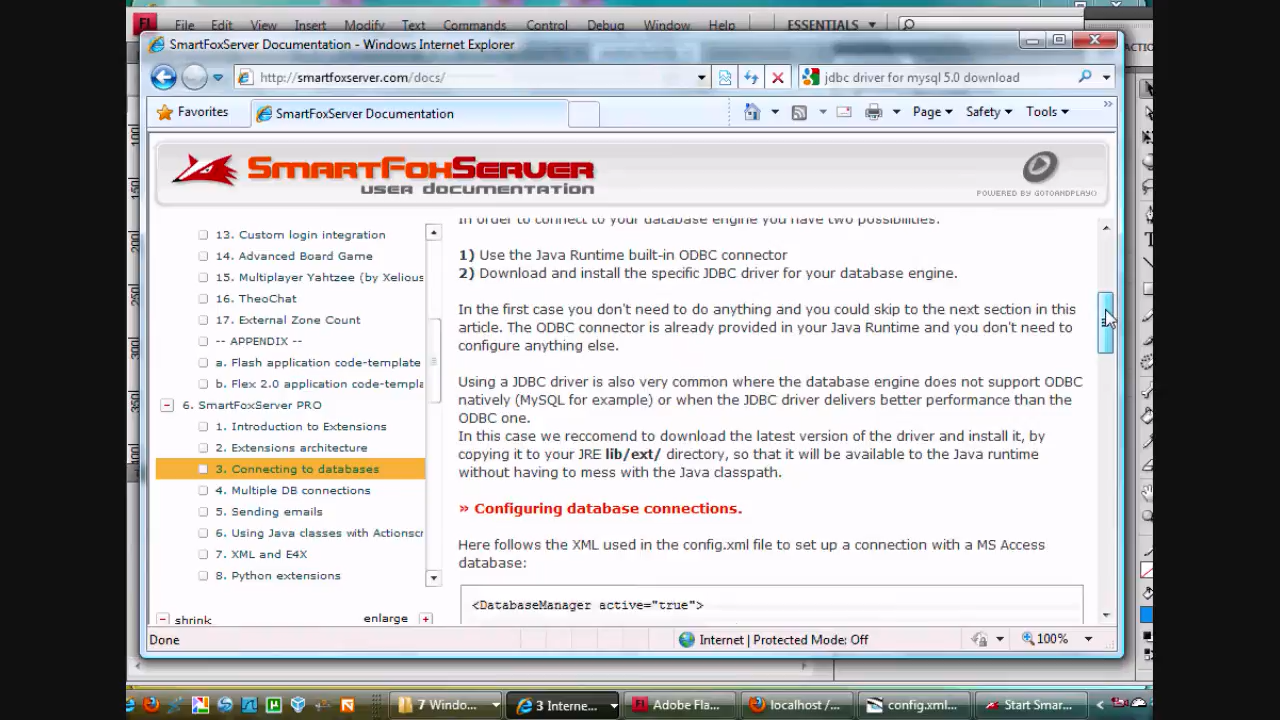 File Edit View Insert Modify Text Commands Control Debug Window Help ESSENTIALS
SmartFoxServer Documentation - Windows Internet Explorer
http://smartfoxserver.com/docs/
jdbc driver for mysql 5.0 download
Favorites
SmartFoxServer Documentation
Page Safety Tools
SmartFoxServer
user documentation
POWERED BY GOTOANDPLAY()
13. Custom login integration
14. Advanced Board Game
15. Multiplayer Yahtzee (by Xelious
16. TheoChat
17. External Zone Count
-- APPENDIX --
a. Flash application code-template
b. Flex 2.0 application code-templa
6. SmartFoxServer PRO
1. Introduction to Extensions
2. Extensions architecture
3. Connecting to databases
4. Multiple DB connections
5. Sending emails
6. Using Java classes with Actionscr
7. XML and E4X
8. Python extensions
shrink enlarge
In order to connect to your database engine you have two possibilities.
1) Use the Java Runtime built-in ODBC connector
2) Download and install the specific JDBC driver for your database engine.
In the first case you don't need to do anything and you could skip to the next section in this
article. The ODBC connector is already provided in your Java Runtime and you don't need to
configure anything else.
Using a JDBC driver is also very common where the database engine does not support ODBC
natively (MySQL for example) or when the JDBC driver delivers better performance than the
ODBC one.
In this case we reccomend to download the latest version of the driver and install it, by
copying it to your JRE lib/ext/ directory, so that it will be available to the Java runtime
without having to mess with the Java classpath.
» Configuring database connections.
Here follows the XML used in the config.xml file to set up a connection with a MS Access
database:
<DatabaseManager active="true">
Done
Internet | Protected Mode: Off
100%
7 Windo...
3 Interne...
Adobe Fla...
localhost /...
config.xml...
Start Smar...